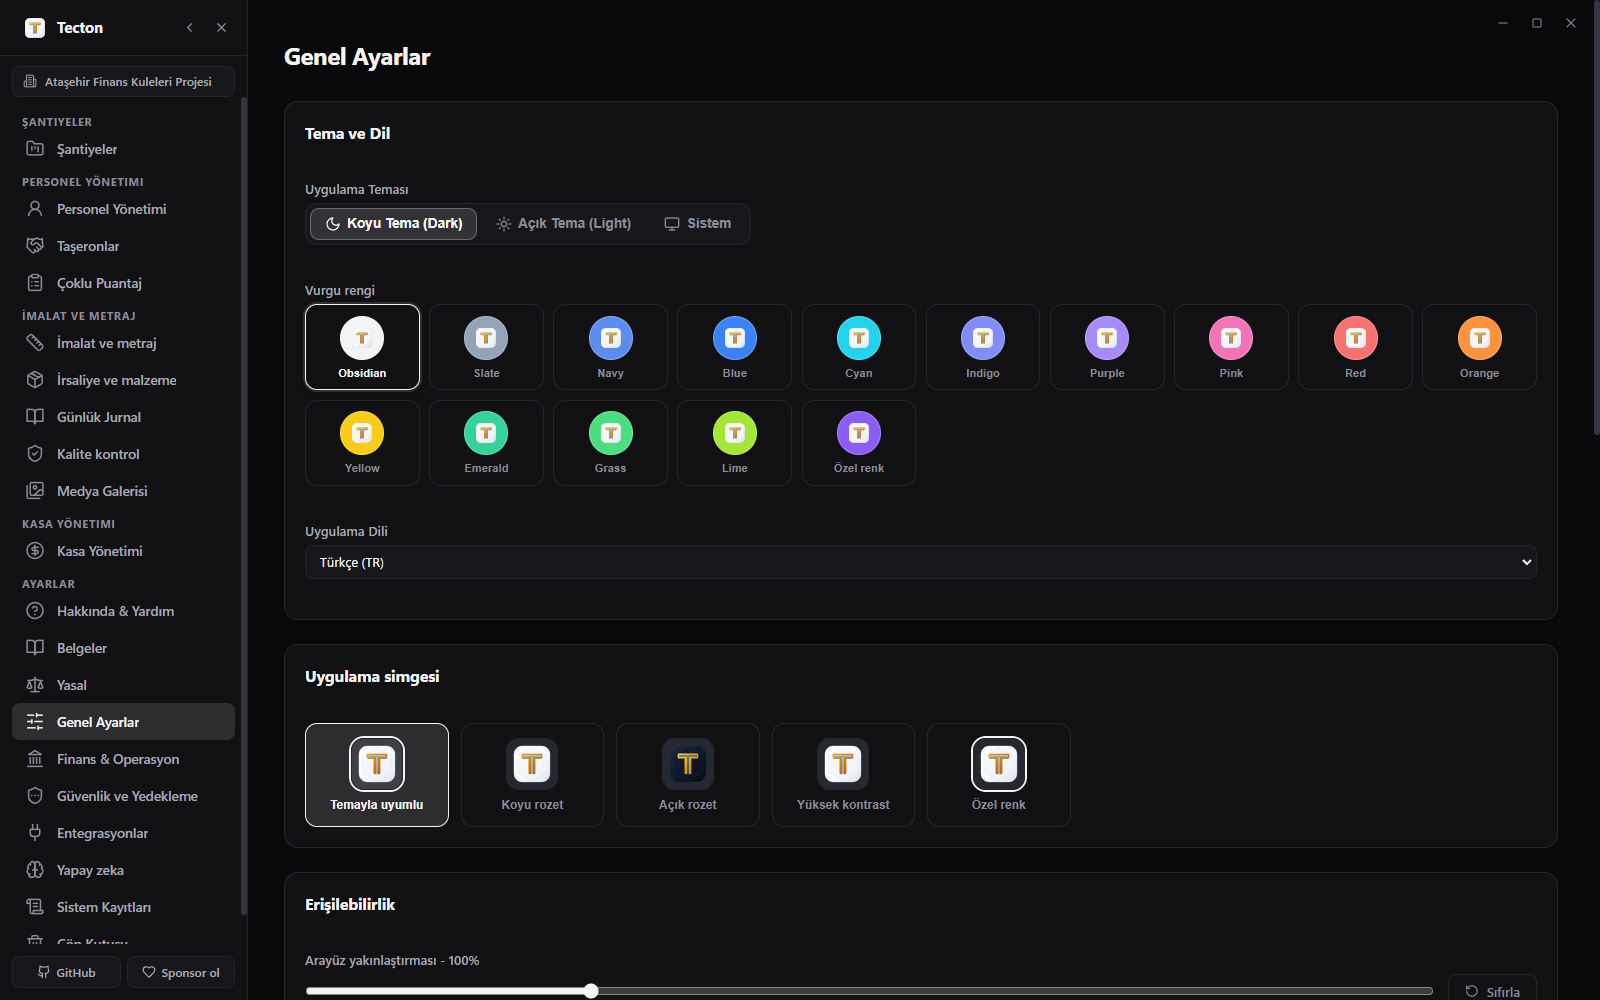 Tecton
Ataşehir Finans Kuleleri Projesi
ŞANTIYELER
Şantiyeler
PERSONEL YÖNETIMI
Personel Yönetimi
Taşeronlar
Çoklu Puantaj
İMALAT VE METRAJ
İmalat ve metraj
İrsaliye ve malzeme
Günlük Jurnal
Kalite kontrol
Medya Galerisi
KASA YÖNETIMI
Kasa Yönetimi
AYARLAR
Hakkında & Yardım
Belgeler
Yasal
Genel Ayarlar
Finans & Operasyon
Güvenlik ve Yedekleme
Entegrasyonlar
Yapay zeka
Sistem Kayıtları
Çöp Kutusu
GitHub
Sponsor ol
Genel Ayarlar
Tema ve Dil
Uygulama Teması
Koyu Tema (Dark)
Açık Tema (Light)
Sistem
Vurgu rengi
Obsidian
Slate
Navy
Blue
Cyan
Indigo
Purple
Pink
Red
Orange
Yellow
Emerald
Grass
Lime
Özel renk
Uygulama Dili
Türkçe (TR)
Uygulama simgesi
Temayla uyumlu
Koyu rozet
Açık rozet
Yüksek kontrast
Özel renk
Erişilebilirlik
Arayüz yakınlaştırması - 100%
Sıfırla